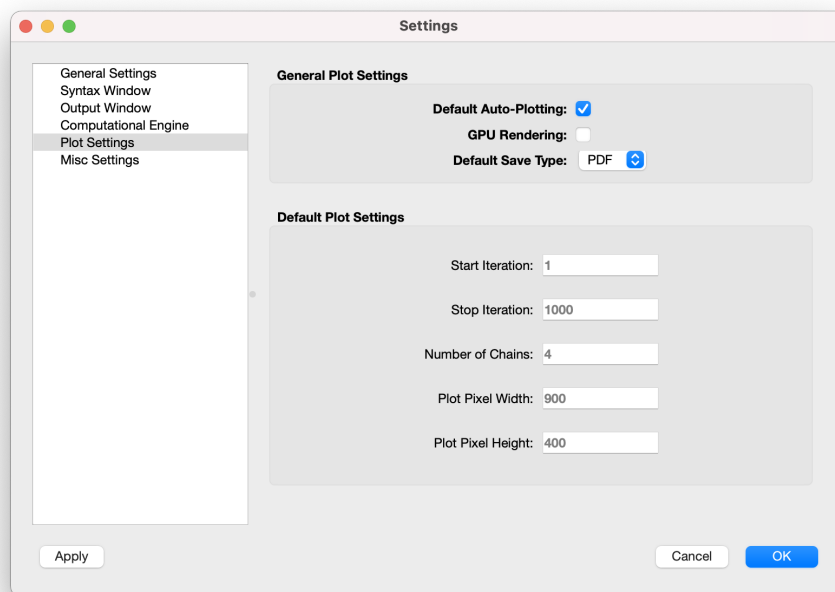 Settings
General Settings
Syntax Window
Output Window
Computational Engine
Plot Settings
Misc Settings
General Plot Settings
Default Auto-Plotting:
GPU Rendering:
Default Save Type: PDF
Default Plot Settings
Start Iteration: 1
Stop Iteration: 1000
Number of Chains: 4
Plot Pixel Width: 900
Plot Pixel Height: 400
Apply Cancel OK